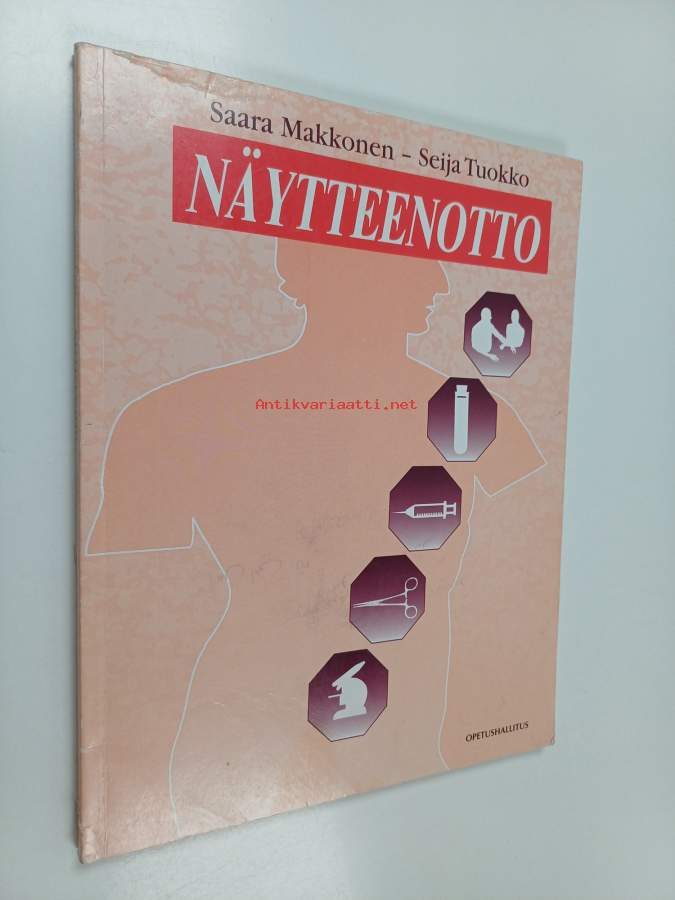 Saara Makkonen – Seija Tuokko
NÄYTTEENOTTO
Antikvariaatti.net
OPETUSHALLITUS